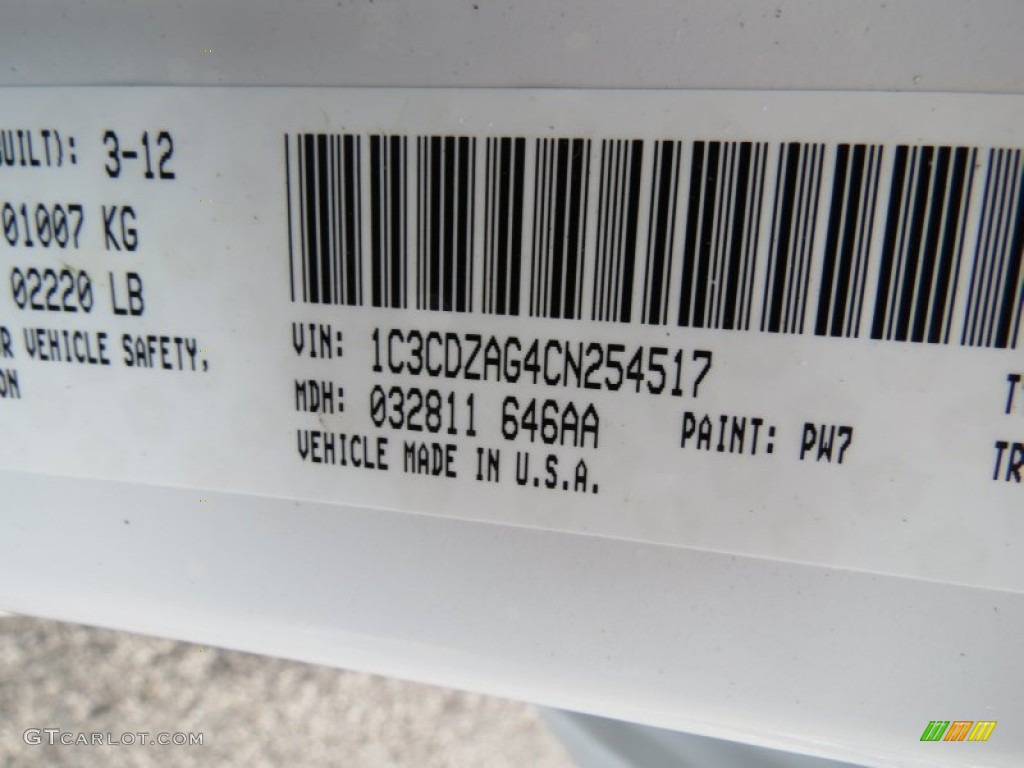 BUILT): 3-12
01007 KG
02220 LB
R VEHICLE SAFETY,
ON
VIN: 1C3CDZAG4CN254517
MDH: 032811 646AA PAINT: PW7
VEHICLE MADE IN U.S.A.
T
TR
GTCARLOT.COM